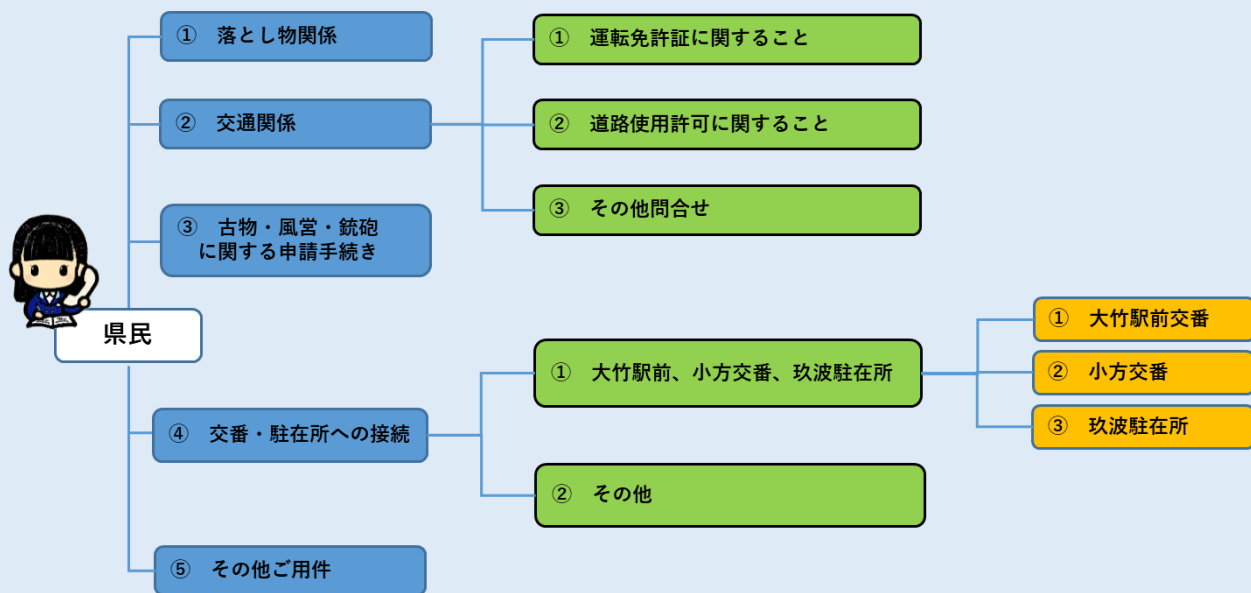 ① 落とし物関係
② 交通関係
① 運転免許証に関すること
② 道路使用許可に関すること
③ その他問合せ
③ 古物・風営・銃砲
に関する申請手続き
県民
④ 交番・駐在所への接続
① 大竹駅前、小方交番、玖波駐在所
① 大竹駅前交番
② 小方交番
③ 玖波駐在所
② その他
⑤ その他ご用件